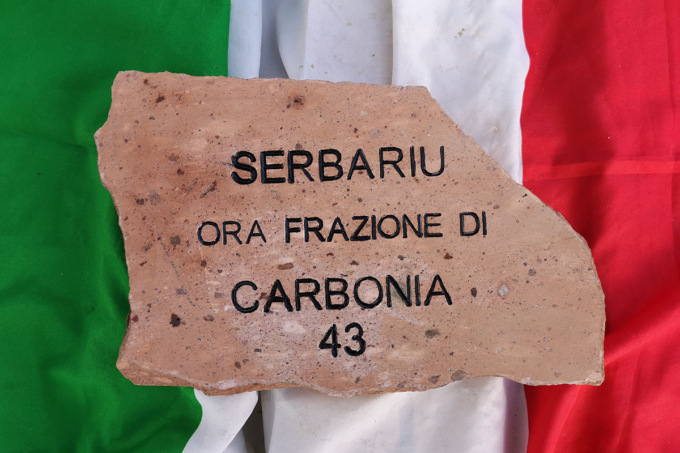 SERBARIU
ORA FRAZIONE DI
CARBONIA
43